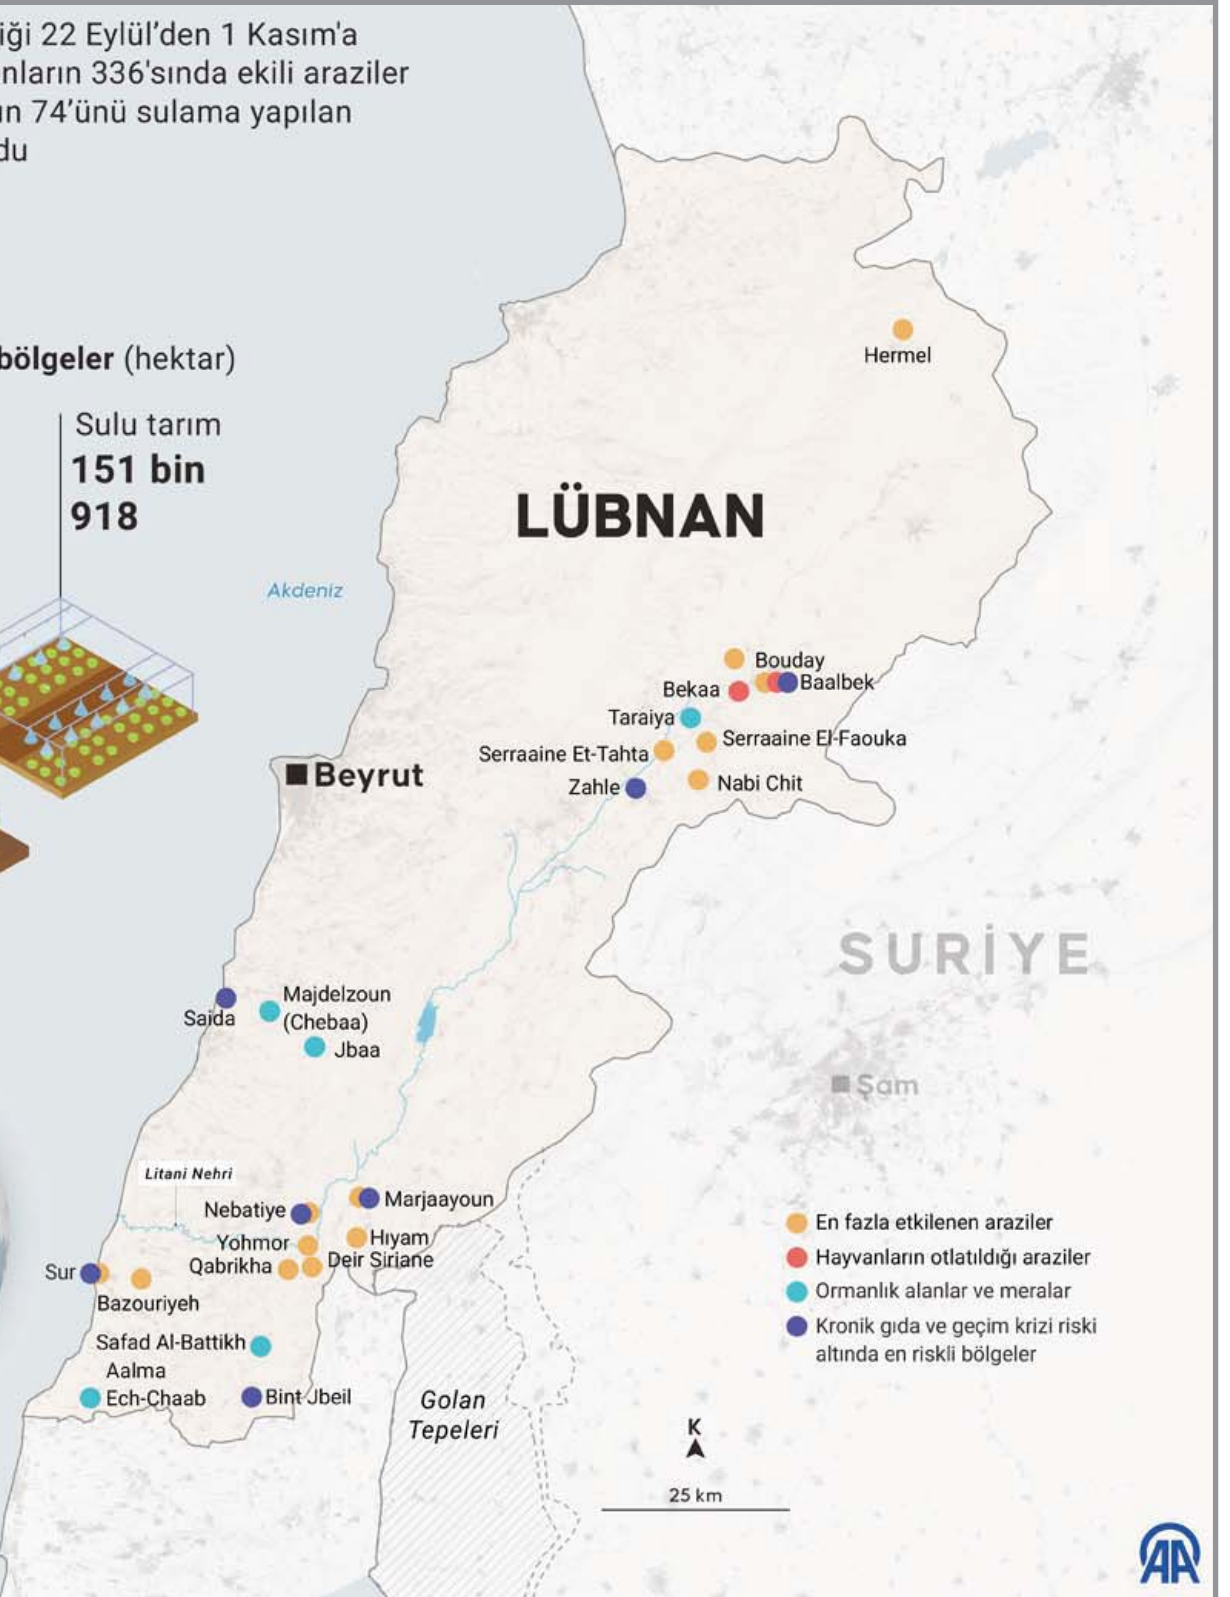 iği 22 Eylül’den 1 Kasım'a
nların 336'sında ekili araziler
ın 74’ünü sulama yapılan
du
bölgeler (hektar)
Sulu tarım
151 bin
918
Akdeniz
LÜBNAN
Hermel
Bouday
Bekaa
Baalbek
Taraiya
Serraaine El-Faouka
Serraaine Et-Tahta
Nabi Chit
Zahle
Beyrut
SURİYE
Şam
Majdelzoun
(Chebaa)
Saida
Jbaa
Litani Nehri
Marjaayoun
Nebatiye
Hıyam
Yohmor
Deir Siriane
Qabrikha
Sur
Bazouriyeh
Safad Al-Battikh
Aalma
Ech-Chaab
Bint Jbeil
Golan
Tepeleri
En fazla etkilenen araziler
Hayvanların otlatıldığı araziler
Ormanlık alanlar ve meralar
Kronik gıda ve geçim krizi riski
altında en riskli bölgeler
K
25 km
AA